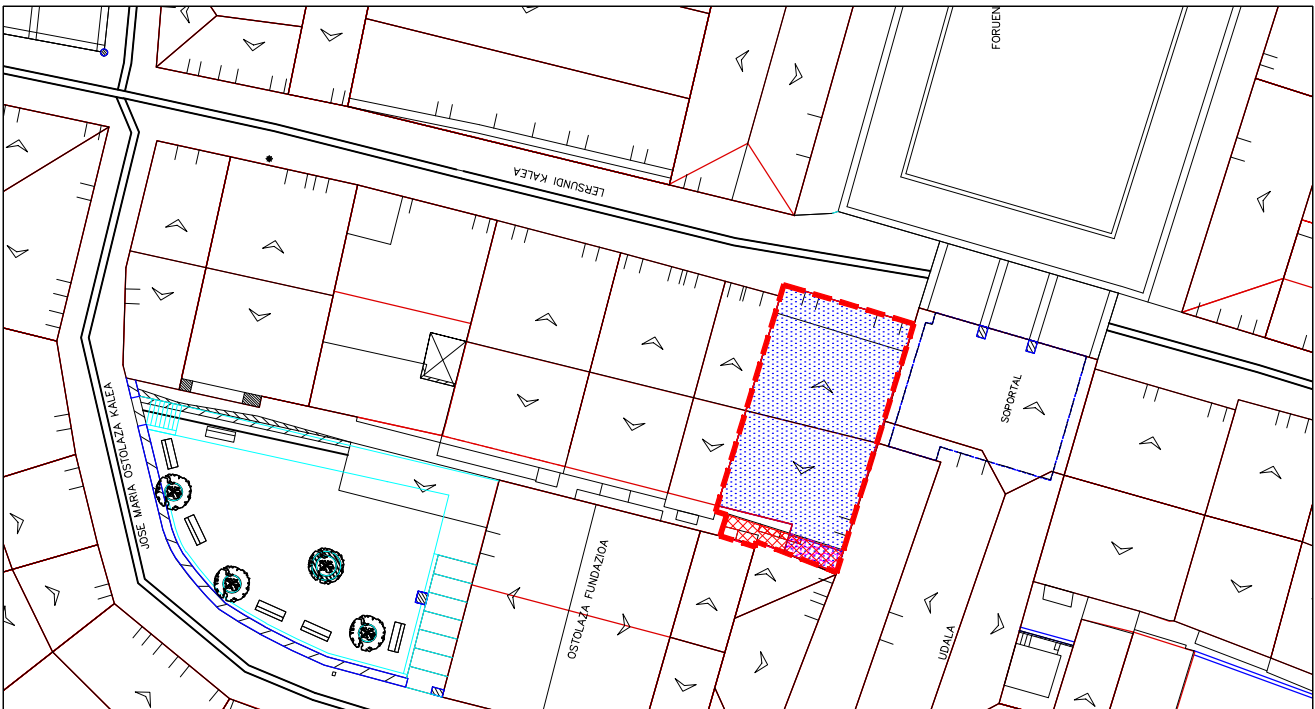 FORUEN
LERSUNDI KALEA
SOPORTAL
JOSE MARIA OSTOLAZA KALEA
OSTOLAZA FUNDAZIOA
UDALA